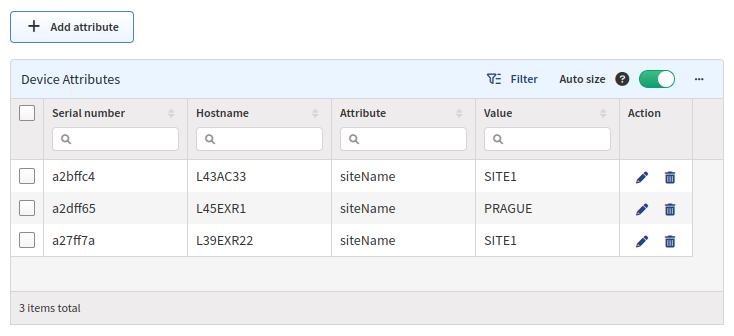 + Add attribute
Device Attributes Filter Auto size ? ...
Serial number Hostname Attribute Value Action
a2bffc4 L43AC33 siteName SITE1
a2dff65 L45EXR1 siteName PRAGUE
a27ff7a L39EXR22 siteName SITE1
3 items total